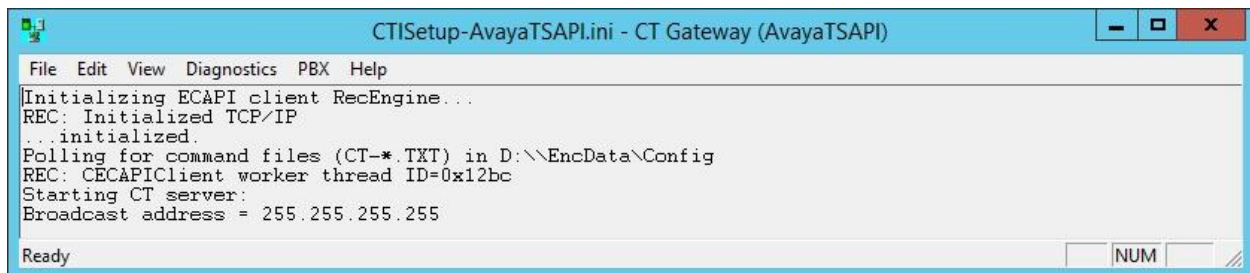 CTISetup-AvayaTSAPI.ini - CT Gateway (AvayaTSAPI)
File Edit View Diagnostics PBX Help
Initializing ECAPI client RecEngine...
REC: Initialized TCP/IP
...initialized.
Polling for command files (CT-*.TXT) in D:\\EncData\Config
REC: CECAPIClient worker thread ID=0x12bc
Starting CT server:
Broadcast address = 255.255.255.255
Ready NUM